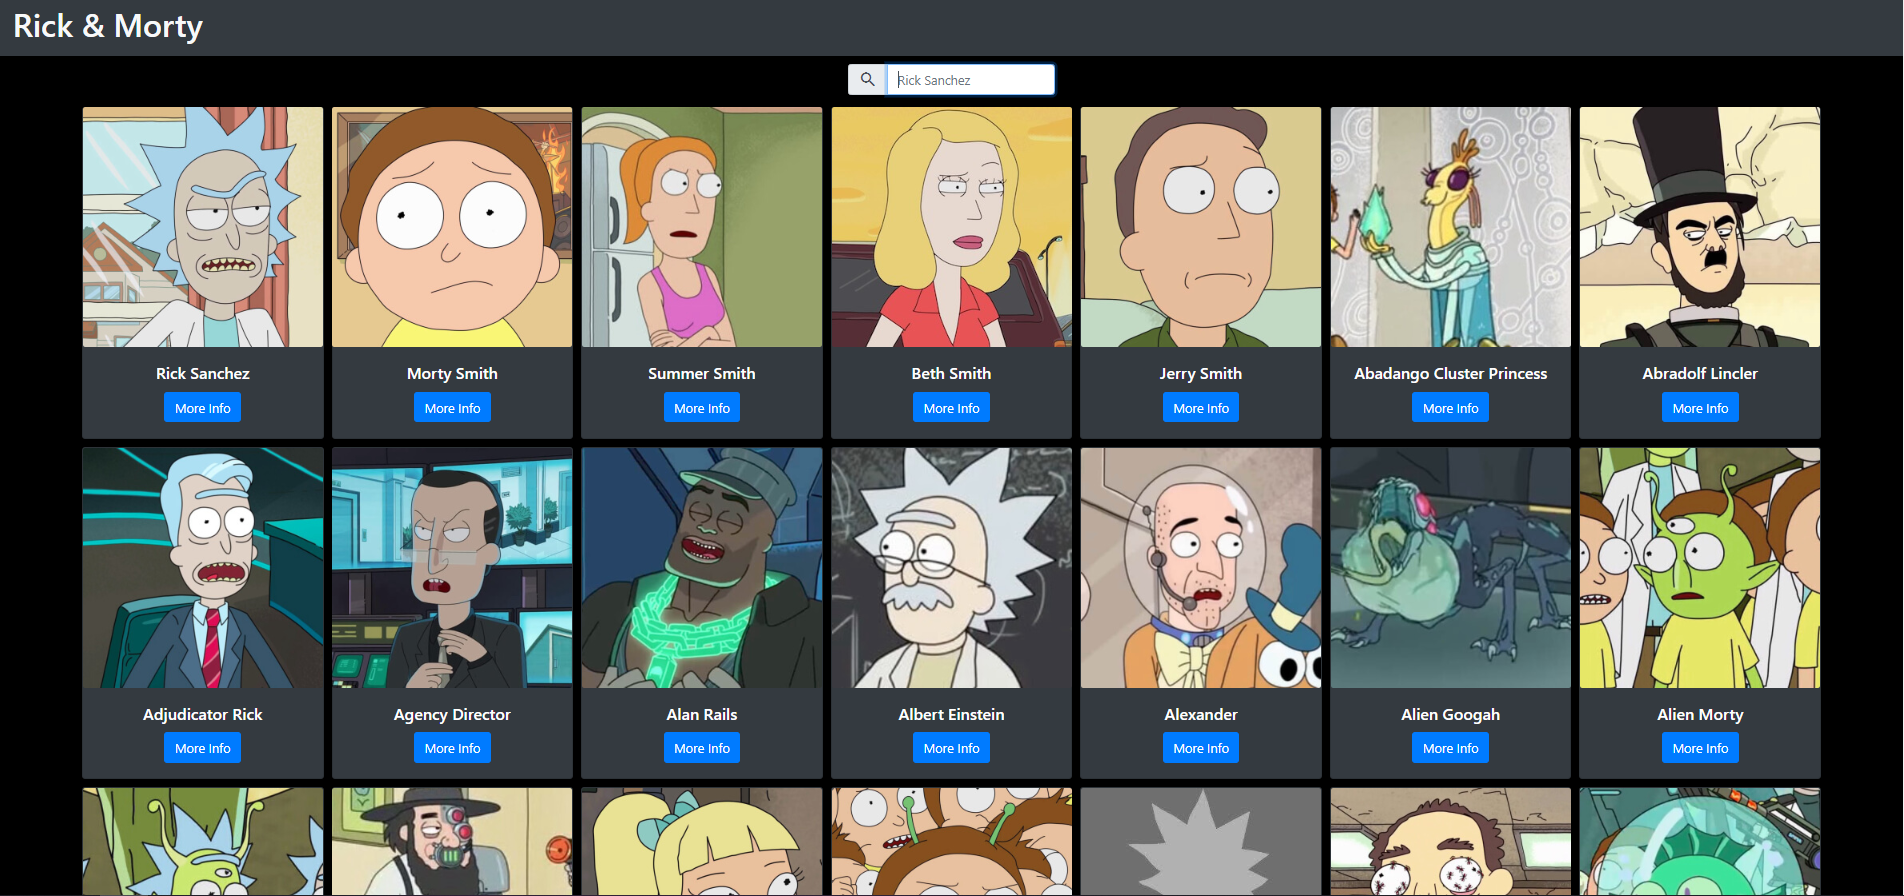 Rick & Morty
Rick Sanchez
Rick Sanchez
Morty Smith
Summer Smith
Beth Smith
Jerry Smith
Abadango Cluster Princess
Abradolf Lincler
More Info
More Info
More Info
More Info
More Info
More Info
More Info
Adjudicator Rick
Agency Director
Alan Rails
Albert Einstein
Alexander
Alien Googah
Alien Morty
More Info
More Info
More Info
More Info
More Info
More Info
More Info